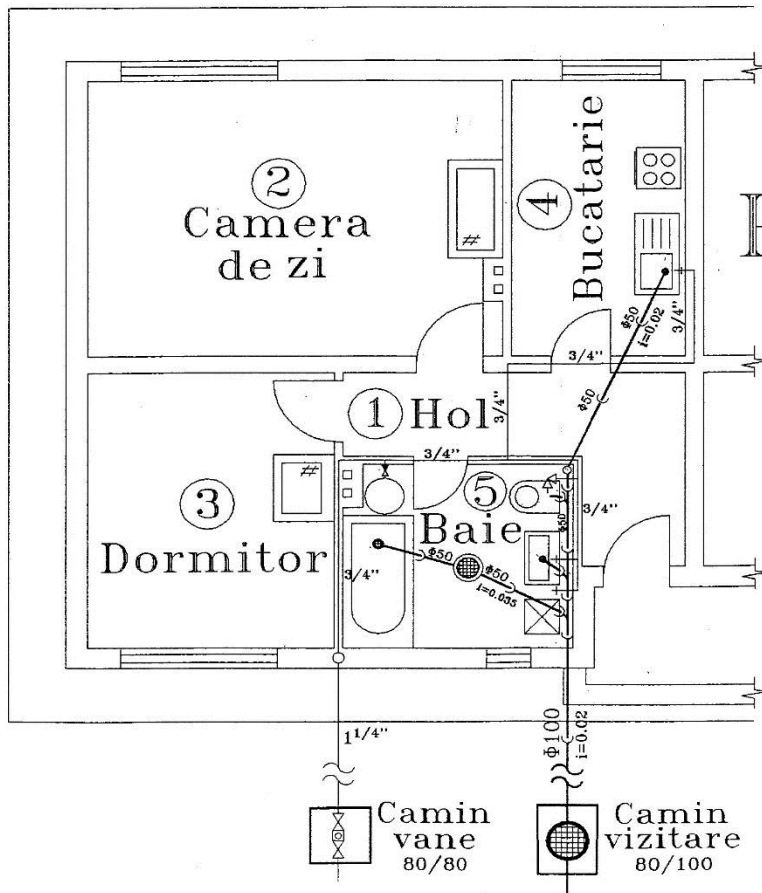 2
Camera
de zi
4
Bucatarie
Φ50
i=0.02
3/4"
3/4"
Φ50
3/4"
1 Hol
3/4"
5
Baie
3/4"
Φ50
3
Dormitor
3/4"
Φ50
Φ50
i=0.035
1 1/4"
Φ100
i=0.02
Camin
vane
80/80
Camin
vizitare
80/100